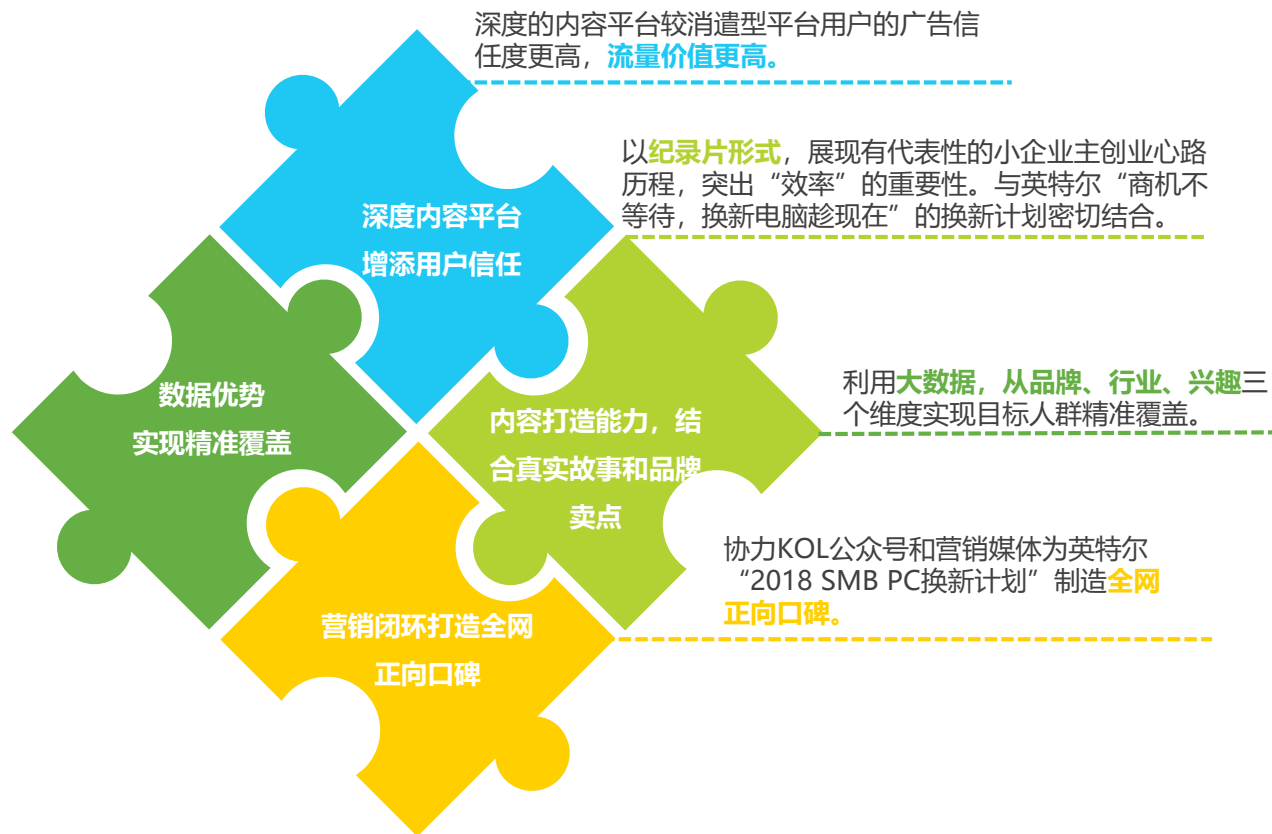 深度的内容平台较消遣型平台用户的广告信
任度更高，流量价值更高。
以纪录片形式，展现有代表性的小企业主创业心路
历程，突出“效率”的重要性。与英特尔“商机不
等待，换新电脑趁现在”的换新计划密切结合。
深度内容平台
增添用户信任
利用大数据，从品牌、行业、兴趣三
个维度实现目标人群精准覆盖。
数据优势
实现精准覆盖
内容打造能力，结
合真实故事和品牌
卖点
协力KOL公众号和营销媒体为英特尔
“2018 SMB PC换新计划”制造全网
正向口碑。
营销闭环打造全网
正向口碑